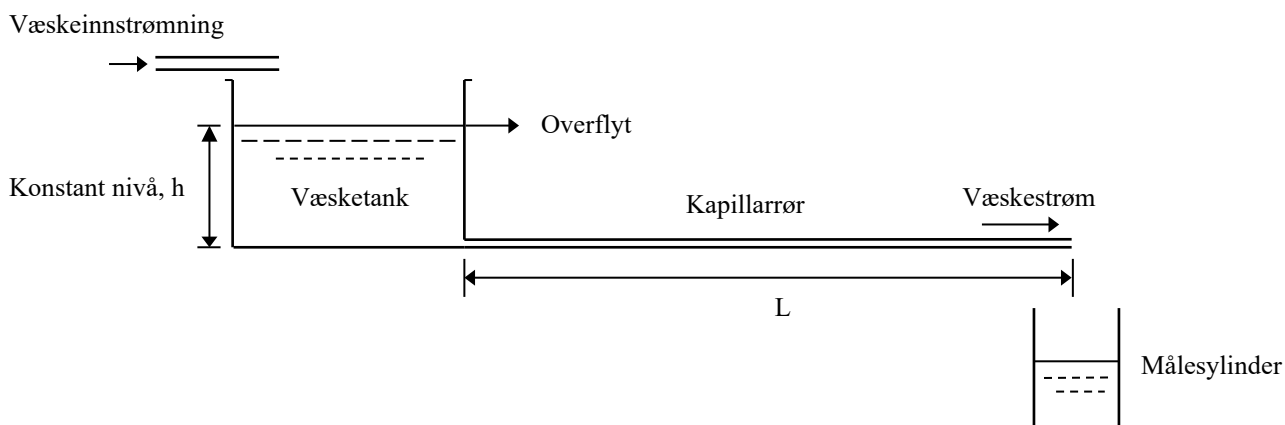 Væskeinnstrømning
Overflyt
Konstant nivå, h
Væsketank
Kapillarrør
Væskestrøm
L
Målesylinder